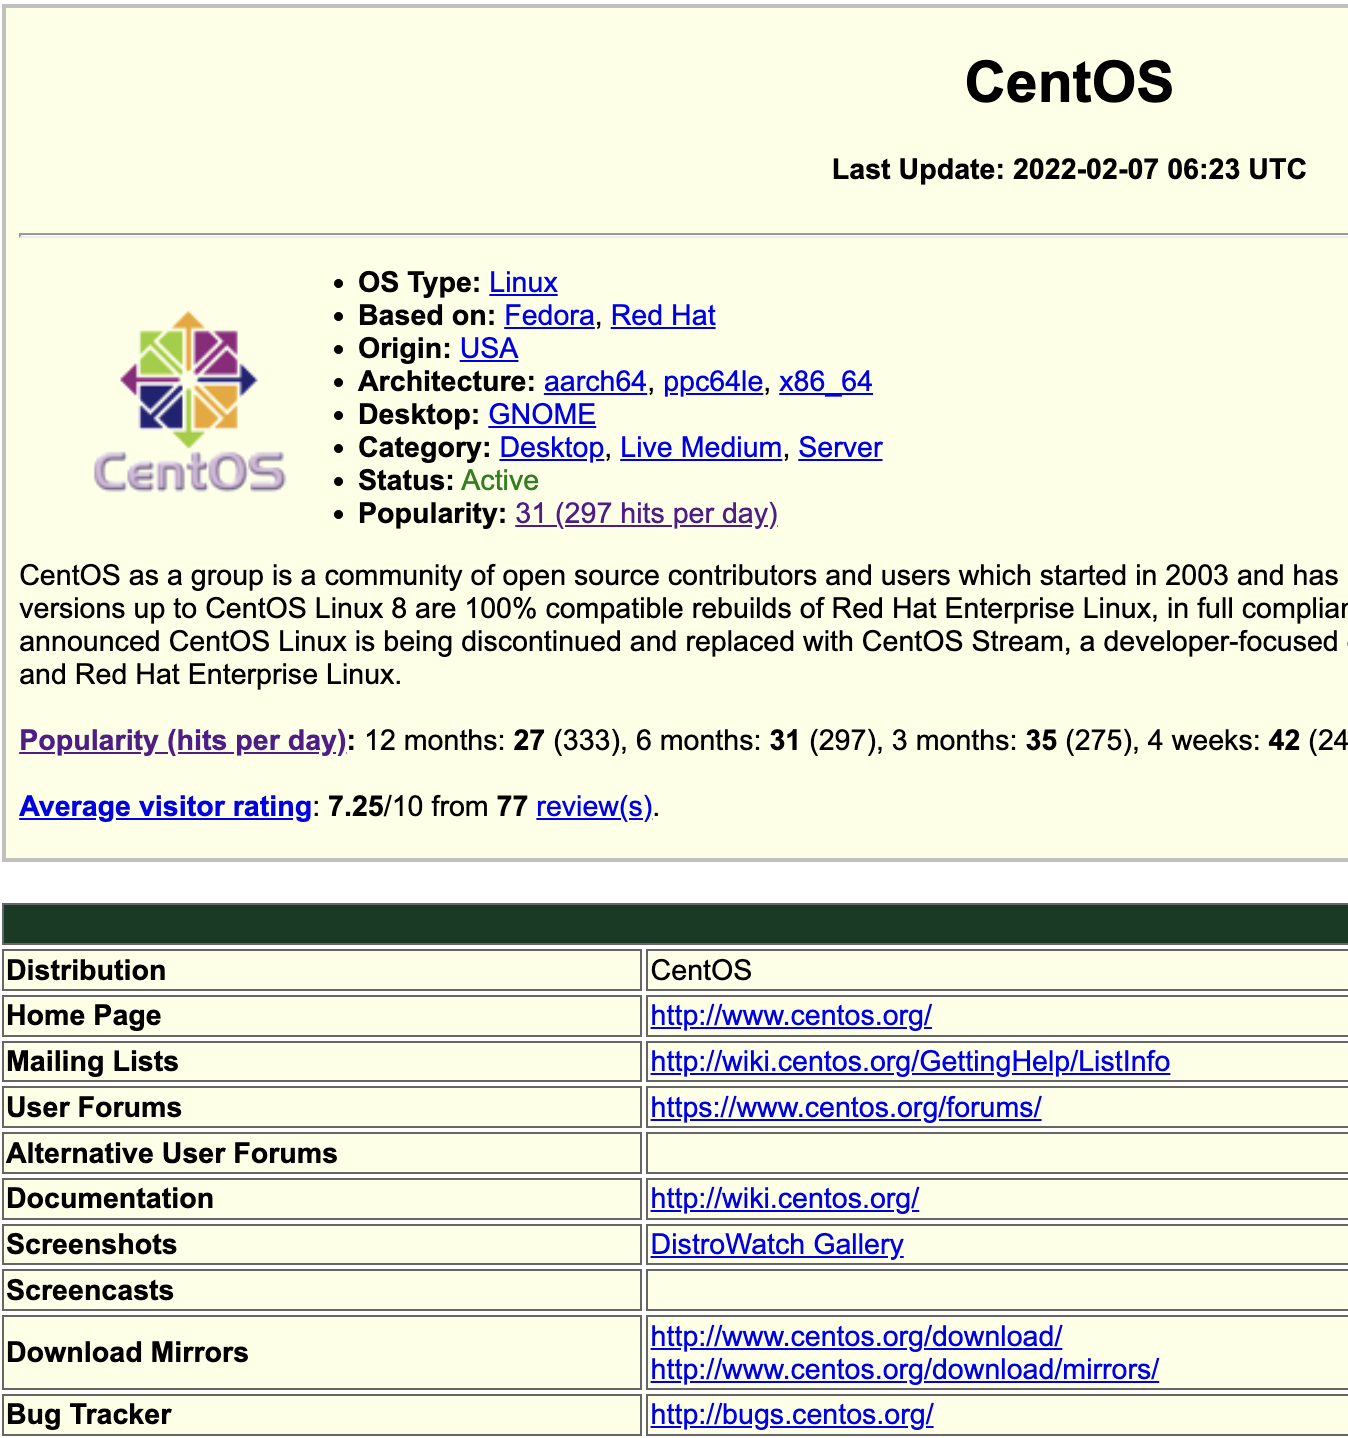 CentOS
Last Update: 2022-02-07 06:23 UTC
CentOS
• OS Type: Linux
• Based on: Fedora, Red Hat
• Origin: USA
• Architecture: aarch64, ppc64le, x86_64
• Desktop: GNOME
• Category: Desktop, Live Medium, Server
• Status: Active
• Popularity: 31 (297 hits per day)
CentOS as a group is a community of open source contributors and users which started in 2003 and has
versions up to CentOS Linux 8 are 100% compatible rebuilds of Red Hat Enterprise Linux, in full
announced CentOS Linux is being discontinued and replaced with CentOS Stream, a developer-focused
and Red Hat Enterprise Linux.
Popularity (hits per day): 12 months: 27 (333), 6 months: 31 (297), 3 months: 35 (275), 4 weeks: 42 (24
Average visitor rating: 7.25/10 from 77 review(s).
Distribution CentOS
Home Page http://www.centos.org/
Mailing Lists http://wiki.centos.org/GettingHelp/ListInfo
User Forums https://www.centos.org/forums/
Alternative User Forums
Documentation http://wiki.centos.org/
Screenshots DistroWatch Gallery
Screencasts
Download Mirrors http://www.centos.org/download/
http://www.centos.org/download/mirrors/
Bug Tracker http://bugs.centos.org/